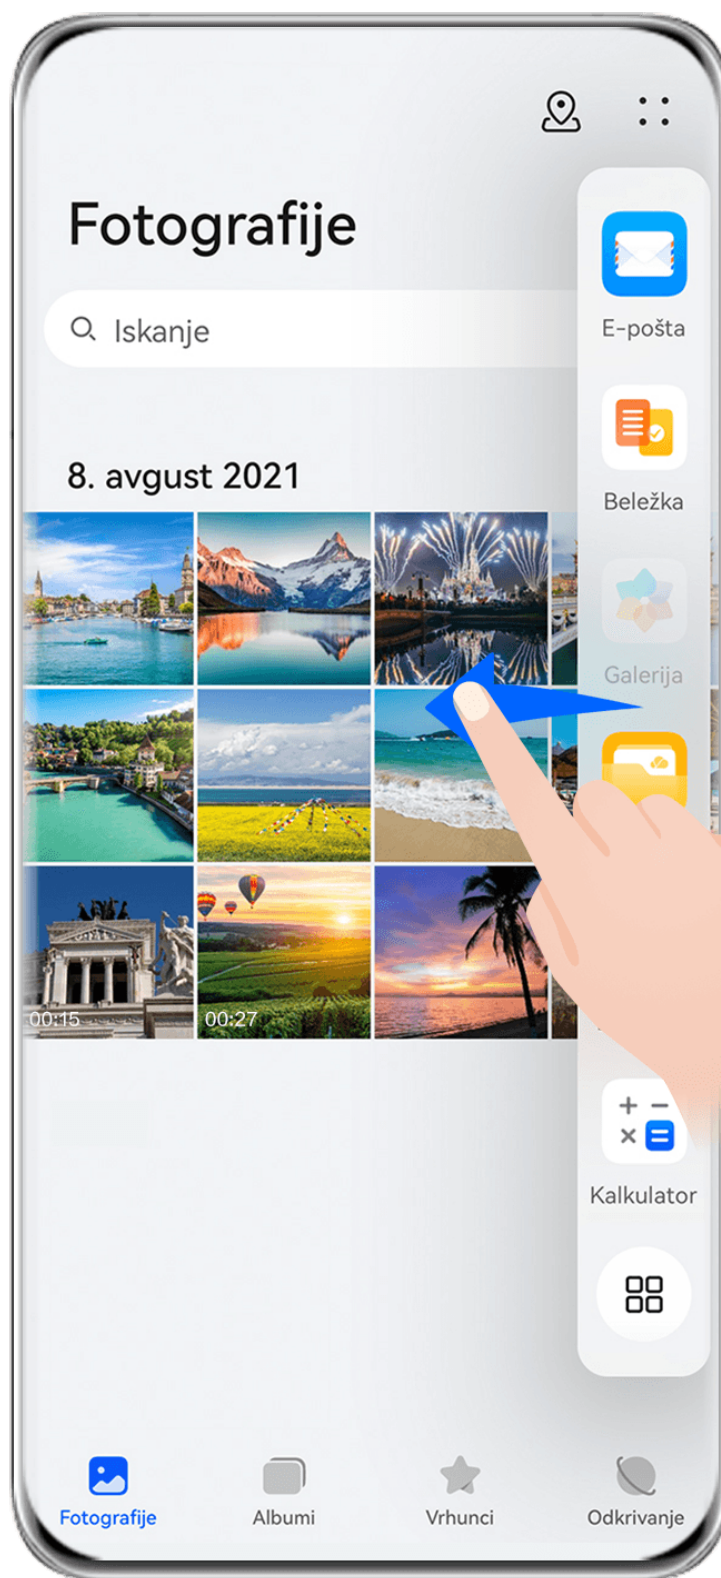 Fotografije
Iskanje
8. avgust 2021
00:15
00:27
E-pošta
Beležka
Galerija
Kalkulator
Fotografije
Albumi
Vrhunci
Odkrivanje